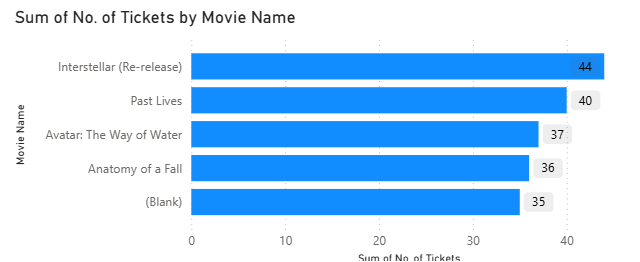 Sum of No. of Tickets by Movie Name
Movie Name
Interstellar (Re-release) 44
Past Lives 40
Avatar: The Way of Water 37
Anatomy of a Fall 36
(Blank) 35
0 10 20 30 40
Sum of No. of Tickets